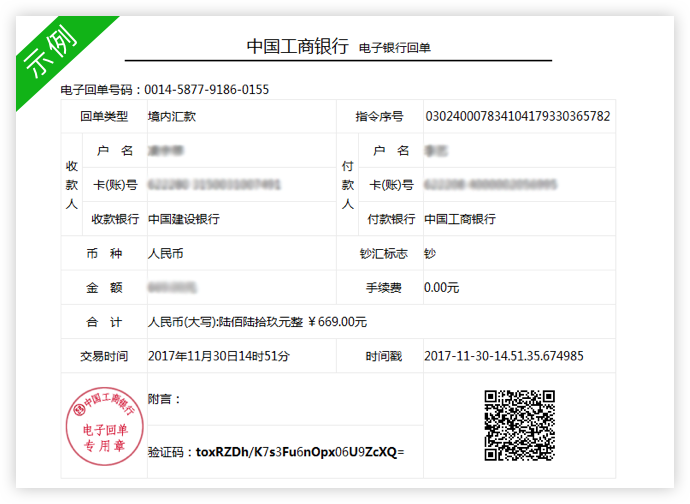 示例
中国工商银行 电子银行回单
电子回单号码：0014-5877-9186-0155
回单类型 境内汇款 指令序号 030240007834104179330365782
收款人 户 名 付款人 户 名
卡(账)号 卡(账)号
收款银行 中国建设银行 付款银行 中国工商银行
币 种 人民币 钞汇标志 钞
金 额 手续费 0.00元
合 计 人民币(大写):陆佰陆拾玖元整 ￥669.00元
交易时间 2017年11月30日14时51分 时间戳 2017-11-30-14.51.35.674985
中国工商银行
电子回单
专用章
附言：
验证码：toxRZDh/K7s3Fu6nOpx06U9ZcXQ=